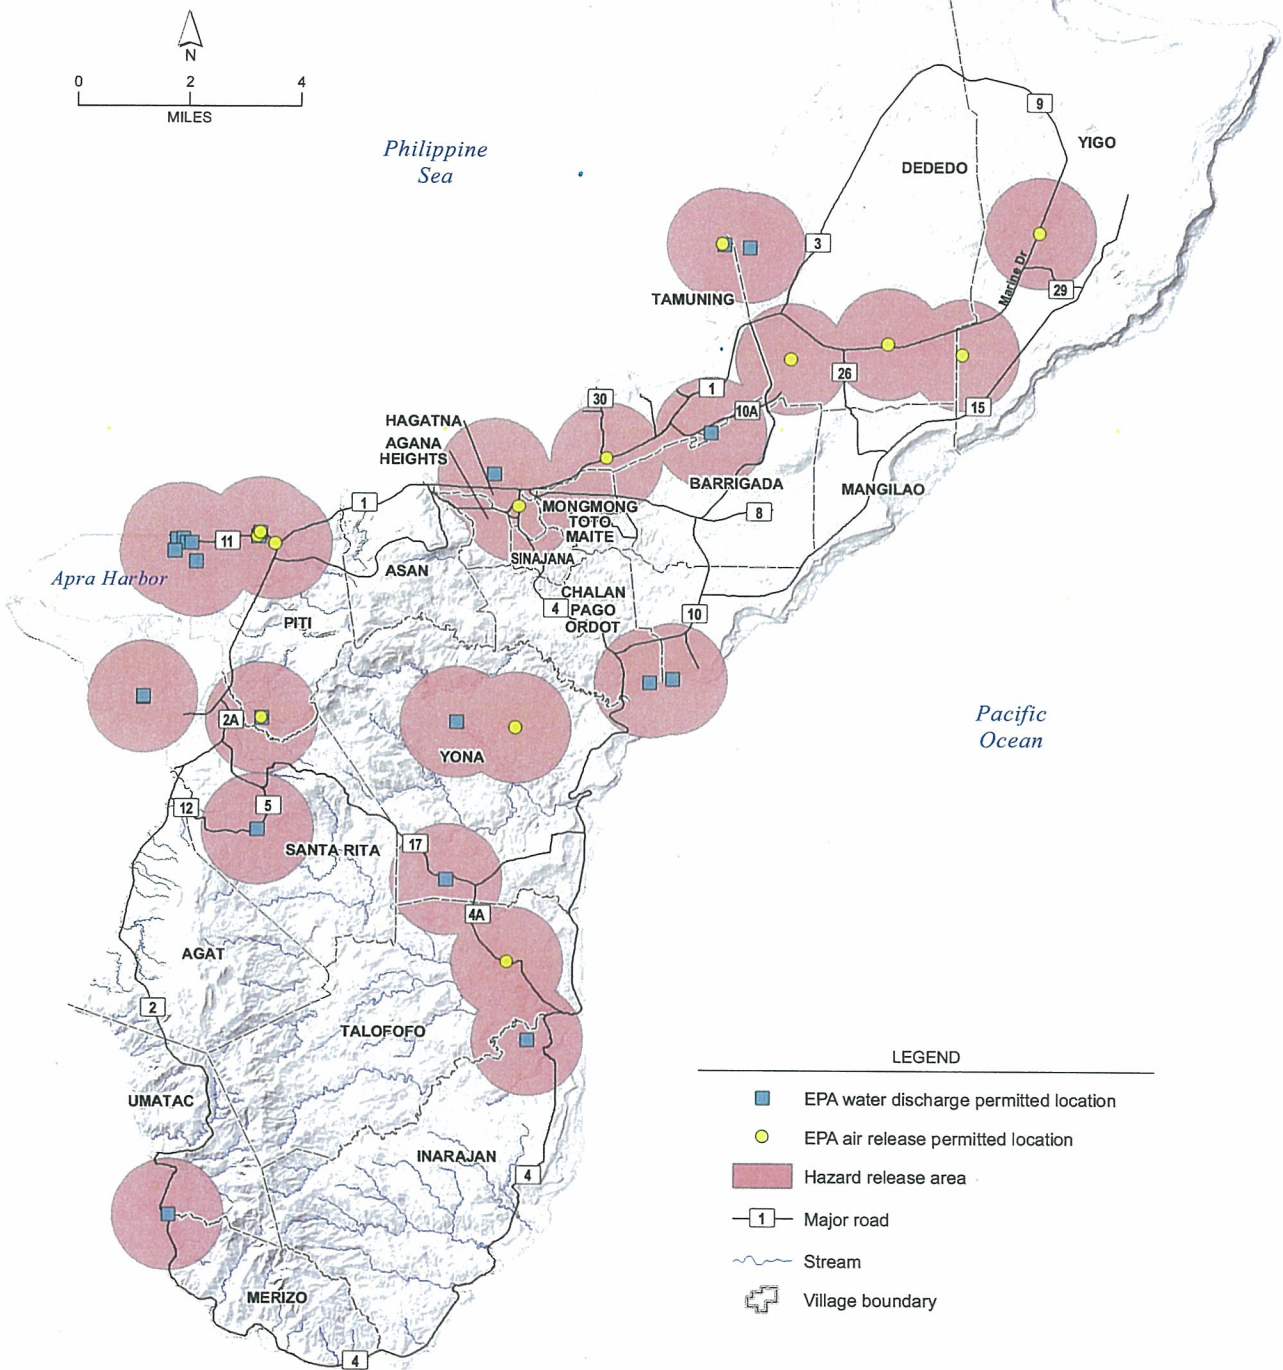 N
0 2 4
MILES
Philippine
Sea
9
YIGO
DEDEDO
3
Marine Dr
29
TAMUNING
26
1
30
10A
15
HAGATNA
AGANA
HEIGHTS
BARRIGADA
MANGILAO
1
MONGMONG
TOTO
MAITE
8
11
SINAJANA
ASAN
Apra Harbor
CHALAN
PAGO
ORDOT
4
10
PITI
2A
Pacific
Ocean
YONA
12
5
SANTA RITA
17
4A
AGAT
2
TALOFOFO
UMATAC
INARAJAN
4
MERIZO
4
LEGEND
EPA water discharge permitted location
EPA air release permitted location
Hazard release area
1 Major road
Stream
Village boundary